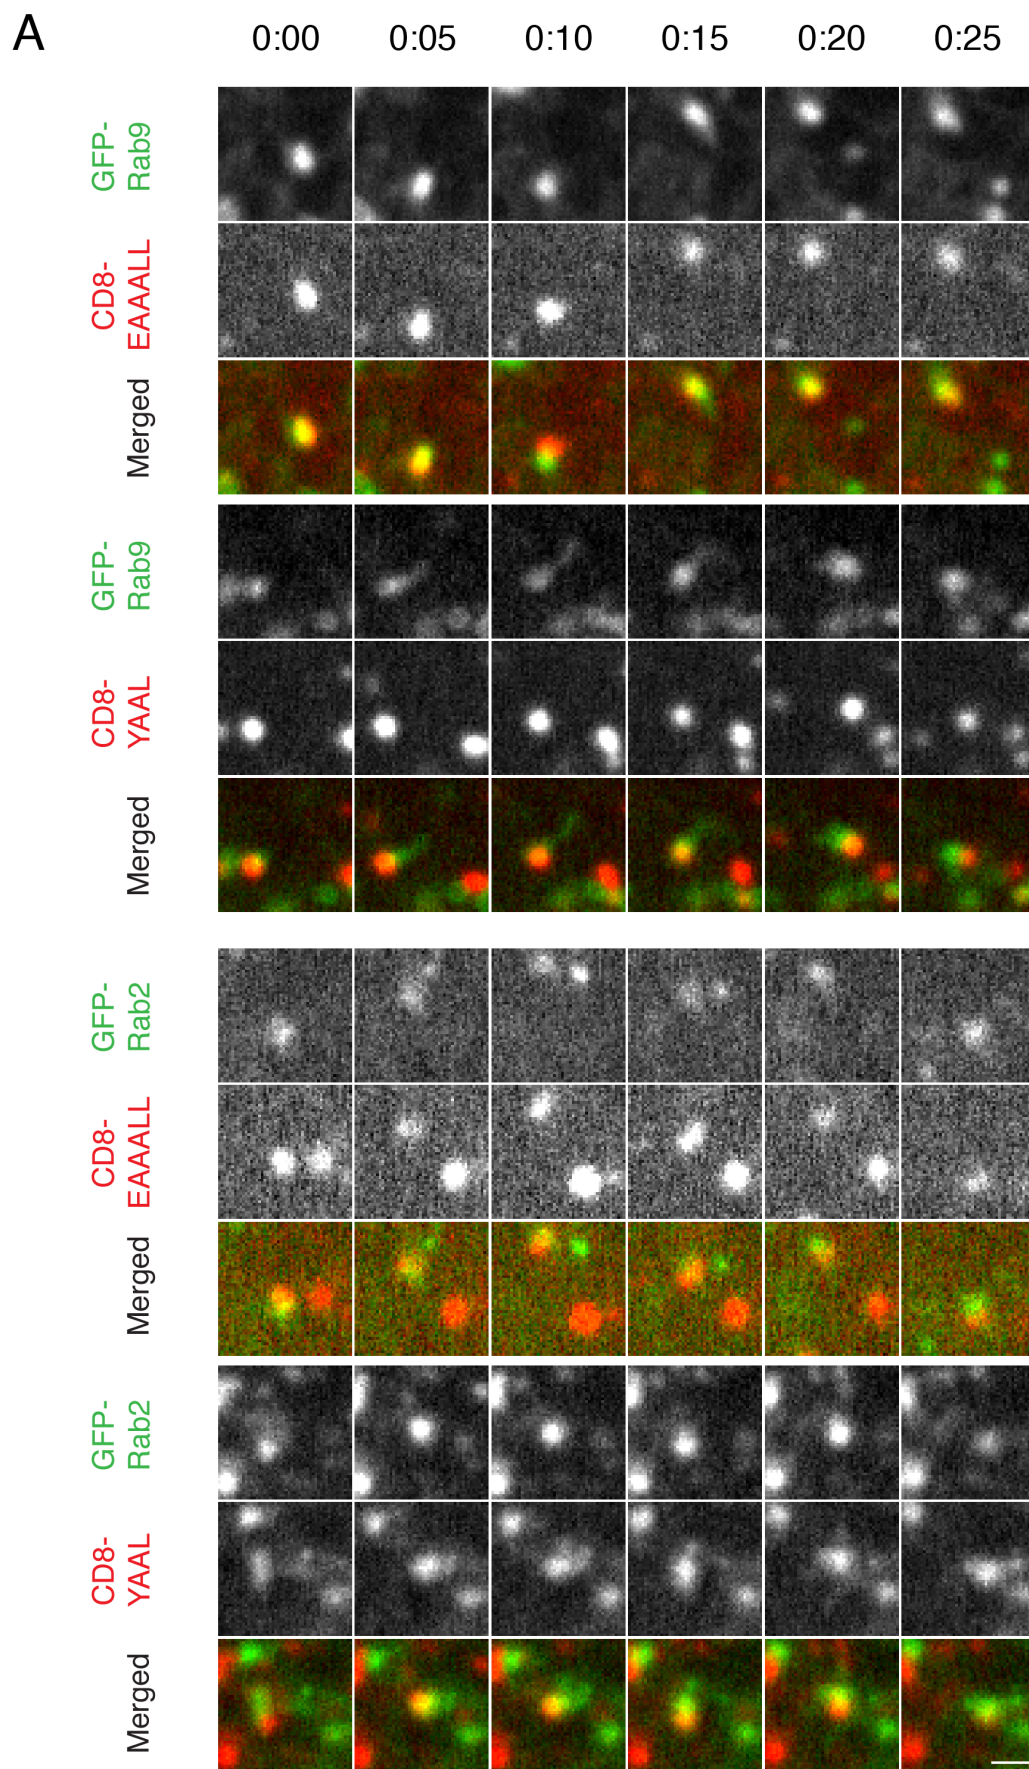 A
0:00 0:05 0:10 0:15 0:20 0:25
GFP-
Rab9
CD8-
EAAALL
Merged
GFP-
Rab9
CD8-
YAAL
Merged
GFP-
Rab2
CD8-
EAAALL
Merged
GFP-
Rab2
CD8-
YAAL
Merged